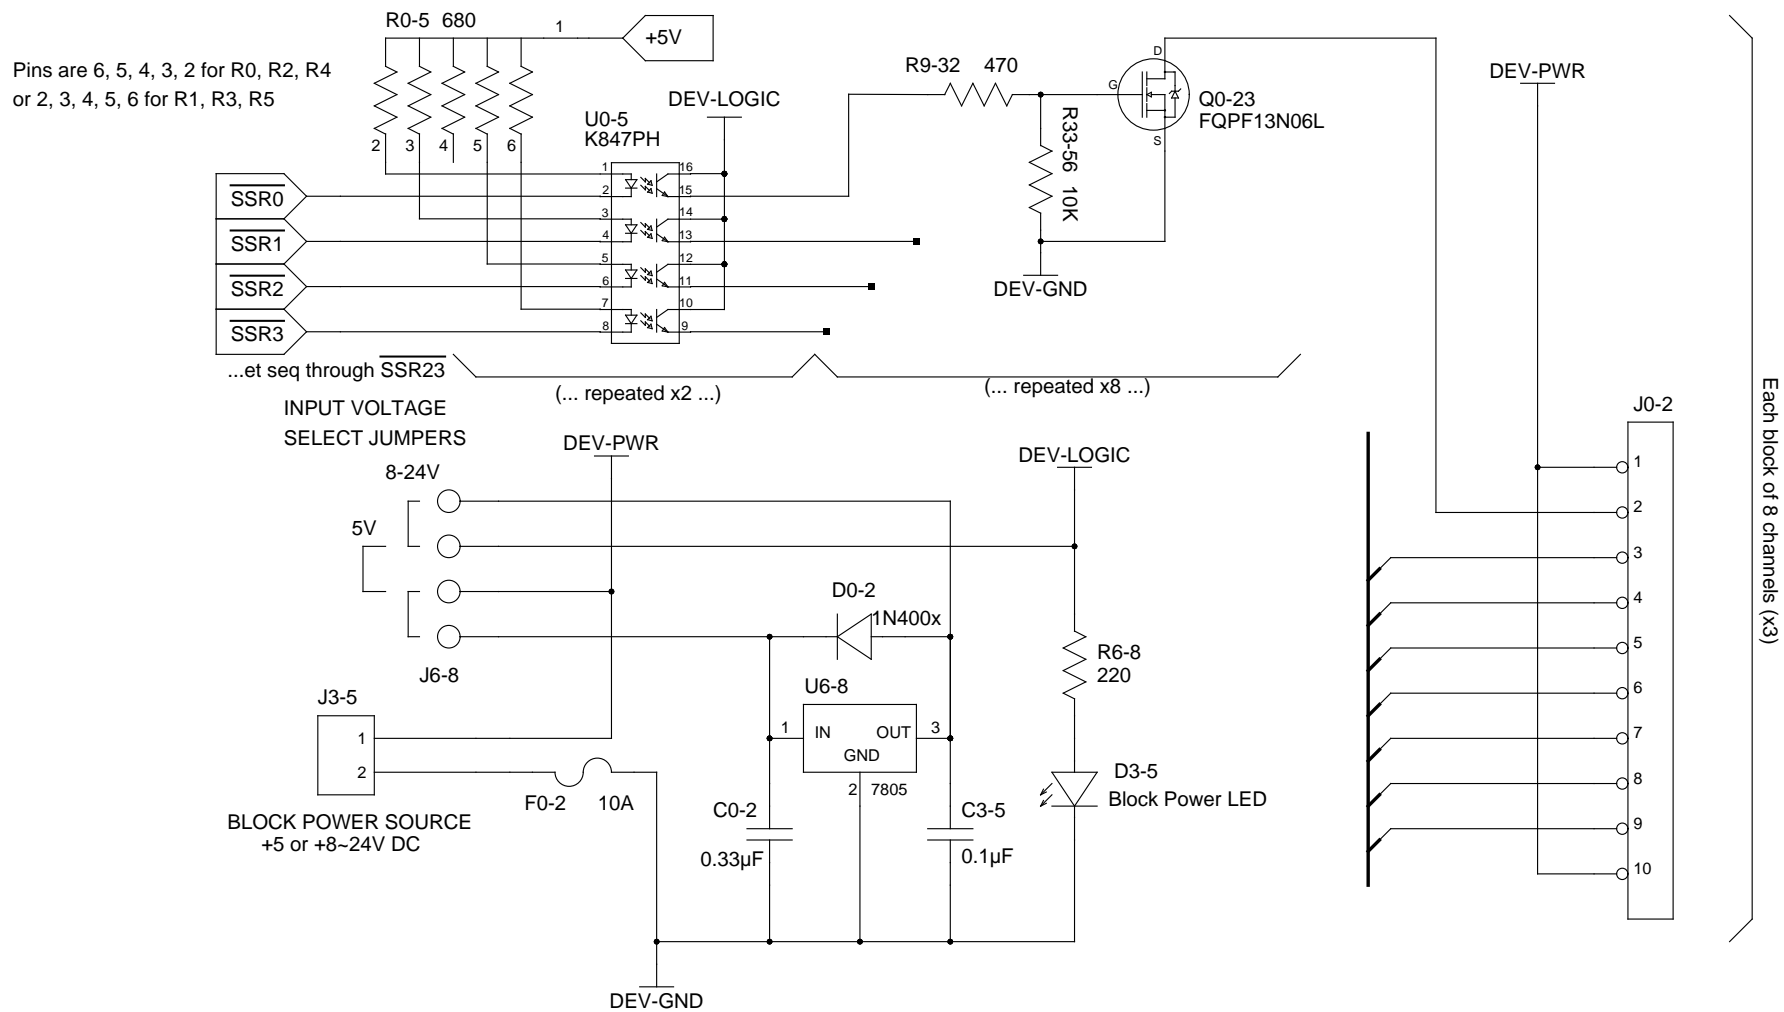 R0-5 680
1
+5V
Pins are 6, 5, 4, 3, 2 for R0, R2, R4
or 2, 3, 4, 5, 6 for R1, R3, R5
2 3 4 5 6
U0-5
K847PH
DEV-LOGIC
SSR0
SSR1
SSR2
SSR3
1 16
2 15
3 14
4 13
5 12
6 11
7 10
8 9
...et seq through SSR23
(... repeated x2 ...)
(... repeated x8 ...)
R9-32 470
R33-56 10K
DEV-GND
D
G
S
Q0-23
FQPF13N06L
DEV-PWR
INPUT VOLTAGE
SELECT JUMPERS
8-24V
5V
J6-8
DEV-PWR
J3-5
1
2
BLOCK POWER SOURCE
+5 or +8~24V DC
F0-2 10A
DEV-GND
D0-2
1N400x
U6-8
1 IN OUT 3
GND
2 7805
C0-2
0.33µF
C3-5
0.1µF
DEV-LOGIC
R6-8
220
D3-5
Block Power LED
J0-2
1
2
3
4
5
6
7
8
9
10
Each block of 8 channels (x3)